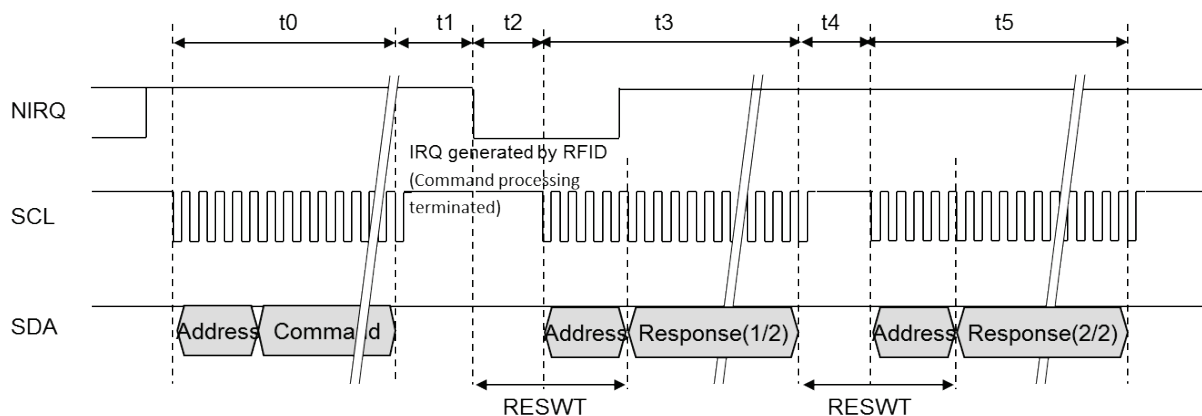 t0
t1
t2
t3
t4
t5
NIRQ
IRQ generated by RFID
(Command processing
terminated)
SCL
SDA
Address
Command
Address
Response(1/2)
Address
Response(2/2)
RESWT
RESWT